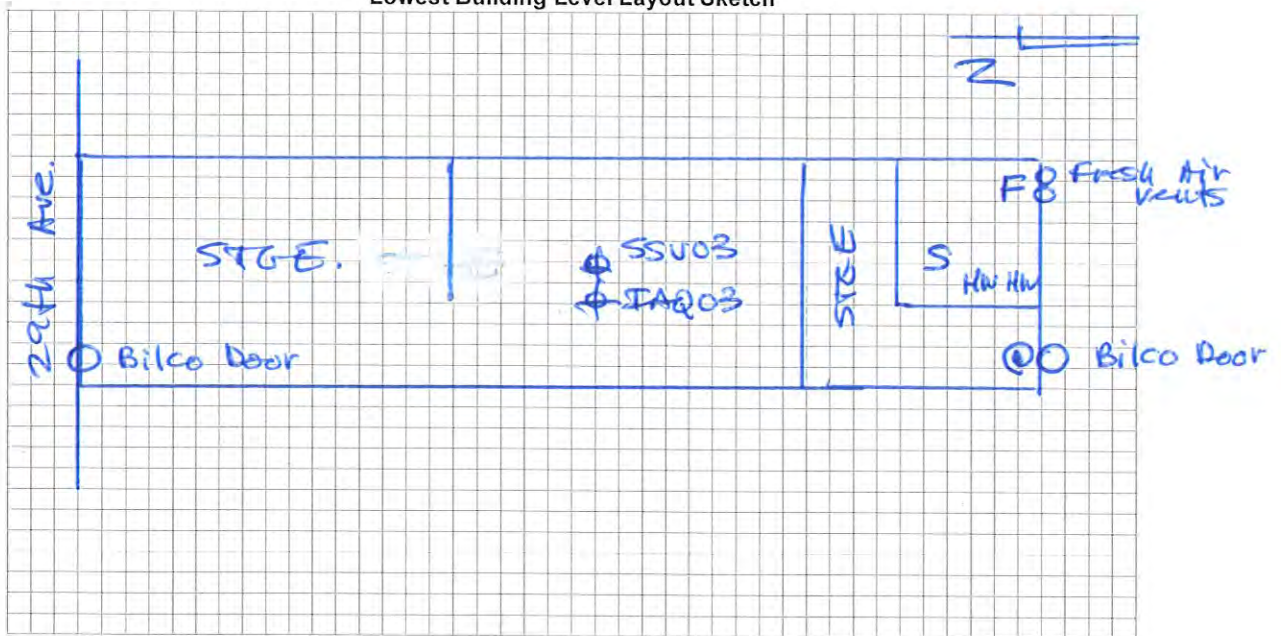 Lowest Building Level Layout Sketch
N
29th Ave.
STGE.
SSV03
IAQ03
STGE
S
HW HW
F
Fresh Air
Vents
Bilco Door
@
Bilco Door